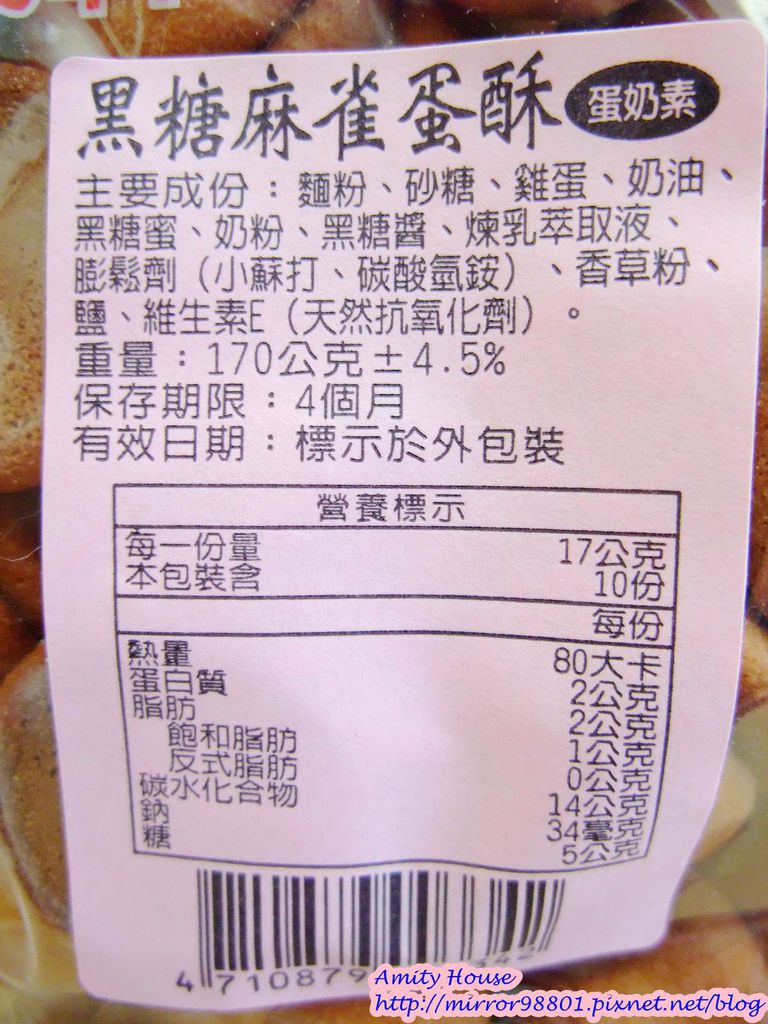 黑糖麻雀蛋酥 蛋奶素
主要成份：麵粉、砂糖、雞蛋、奶油、
黑糖蜜、奶粉、黑糖醬、煉乳萃取液、
膨鬆劑（小蘇打、碳酸氫銨）、香草粉、
鹽、維生素E（天然抗氧化劑）。
重量：170公克±4.5%
保存期限：4個月
有效日期：標示於外包裝
營養標示
每一份量 17公克
本包裝含 10份
每份
熱量 80大卡
蛋白質 2公克
脂肪 2公克
飽和脂肪 1公克
反式脂肪 0公克
碳水化合物 14公克
鈉 34毫克
糖 5公克
4 710879
Amity House
http://mirror98801.pixnet.net/blog